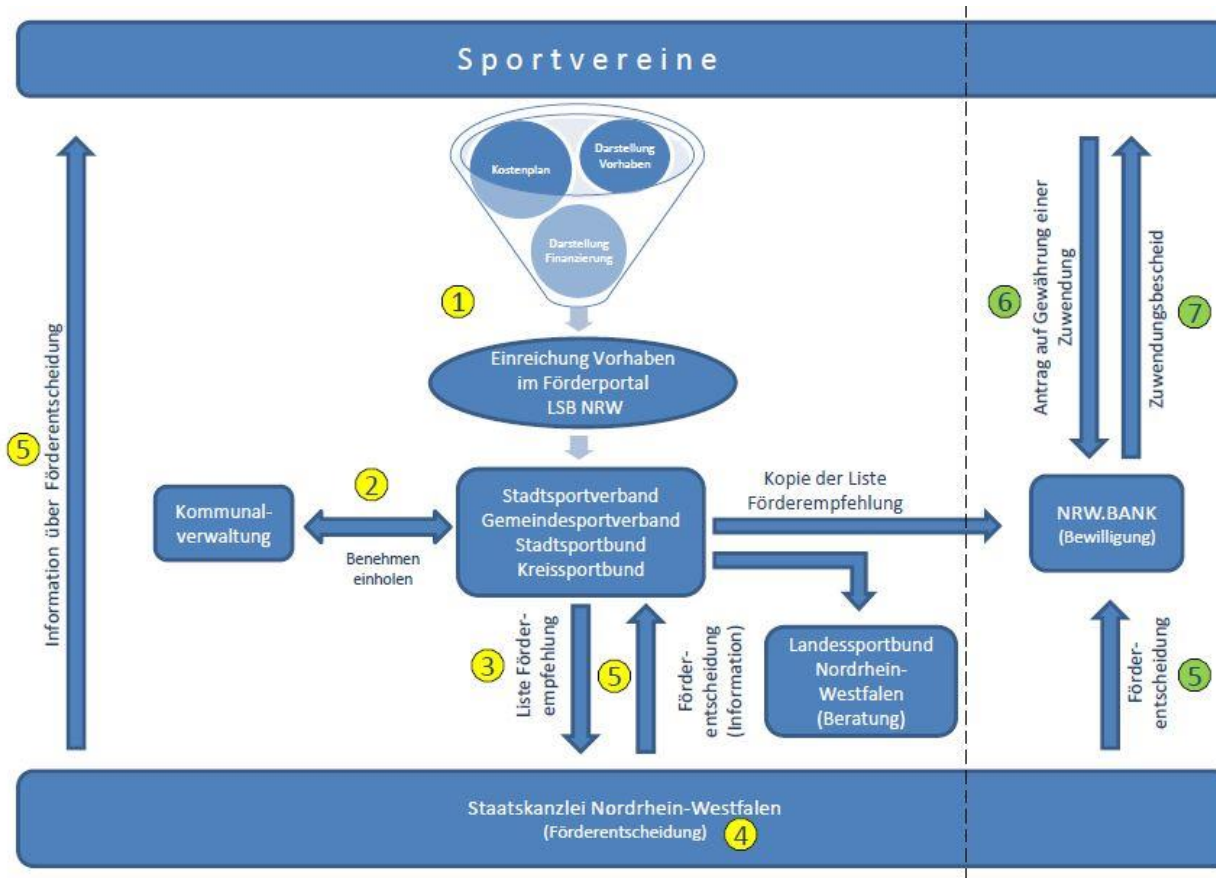 Sportvereine
Kostenplan
Darstellung
Vorhaben
Darstellung
Finanzierung
1
Einreichung Vorhaben
im Förderportal
LSB NRW
5
Information über Förderentscheidung
Kommunal-
verwaltung
2
Benehmen
einholen
Stadtsportverband
Gemeindesportverband
Stadtsportbund
Kreissportbund
Kopie der Liste
Förderempfehlung
3
Liste Förder-
empfehlung
5
Förder-
entscheidung
(Information)
Landessportbund
Nordrhein-
Westfalen
(Beratung)
6
Antrag auf Gewährung einer
Zuwendung
Zuwendungsbescheid
7
NRW.BANK
(Bewilligung)
Förder-
entscheidung
5
Staatskanzlei Nordrhein-Westfalen
(Förderentscheidung) 4